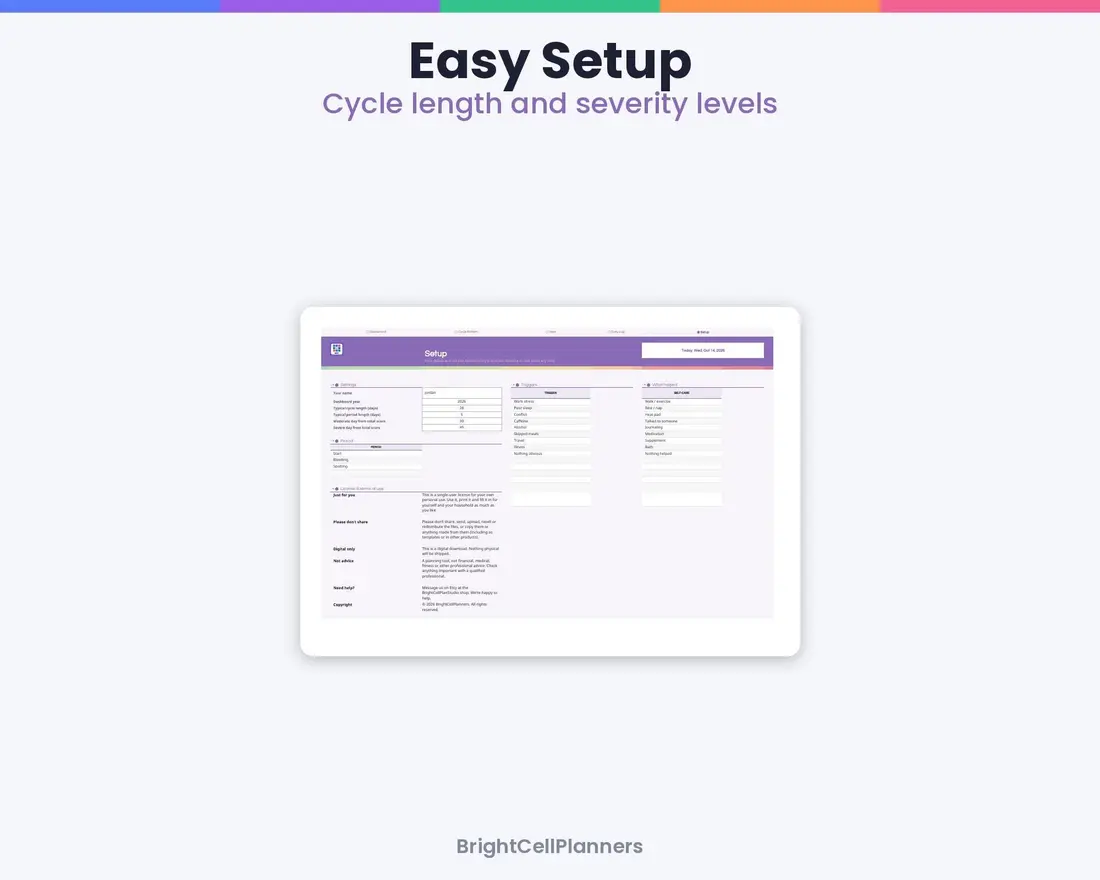 Easy Setup
Cycle length and severity levels
Setup
Today: Wed Oct 14 2026
Settings
Your name
Dashboard year
2026
Typical cycle length (days)
28
Typical period length (days)
5
Moderate day from total score
Severe day from total score
Period
PERIOD
Start
Bleeding
Spotting
License & terms of use
Just for you
This is a single-user license for your own
personal use. Use it, print it and fill it in for
yourself and your household as much as
you like.
Please don't share
Please don't share, send, upload, resell or
redistribute the files, or copy them or
anything made from them (including as
templates or in other products).
Digital only
This is a digital download. Nothing physical
will be shipped.
Not advice
A planning tool, not financial, medical,
fitness or other professional advice. Check
anything important with a qualified
professional.
Need help?
Message us on Etsy at the
BrightCellPlanStudio shop. We're happy to
help.
Copyright
© 2026 BrightCellPlanners. All rights
reserved.
Triggers
TRIGGER
Work stress
Poor sleep
Conflict
Caffeine
Alcohol
Skipped meals
Travel
Illness
Nothing obvious
What helped
SELF-CARE
Walk / exercise
Rest / nap
Heat pad
Talked to someone
Journaling
Medication
Supplement
Bath
Nothing helped
BrightCellPlanners